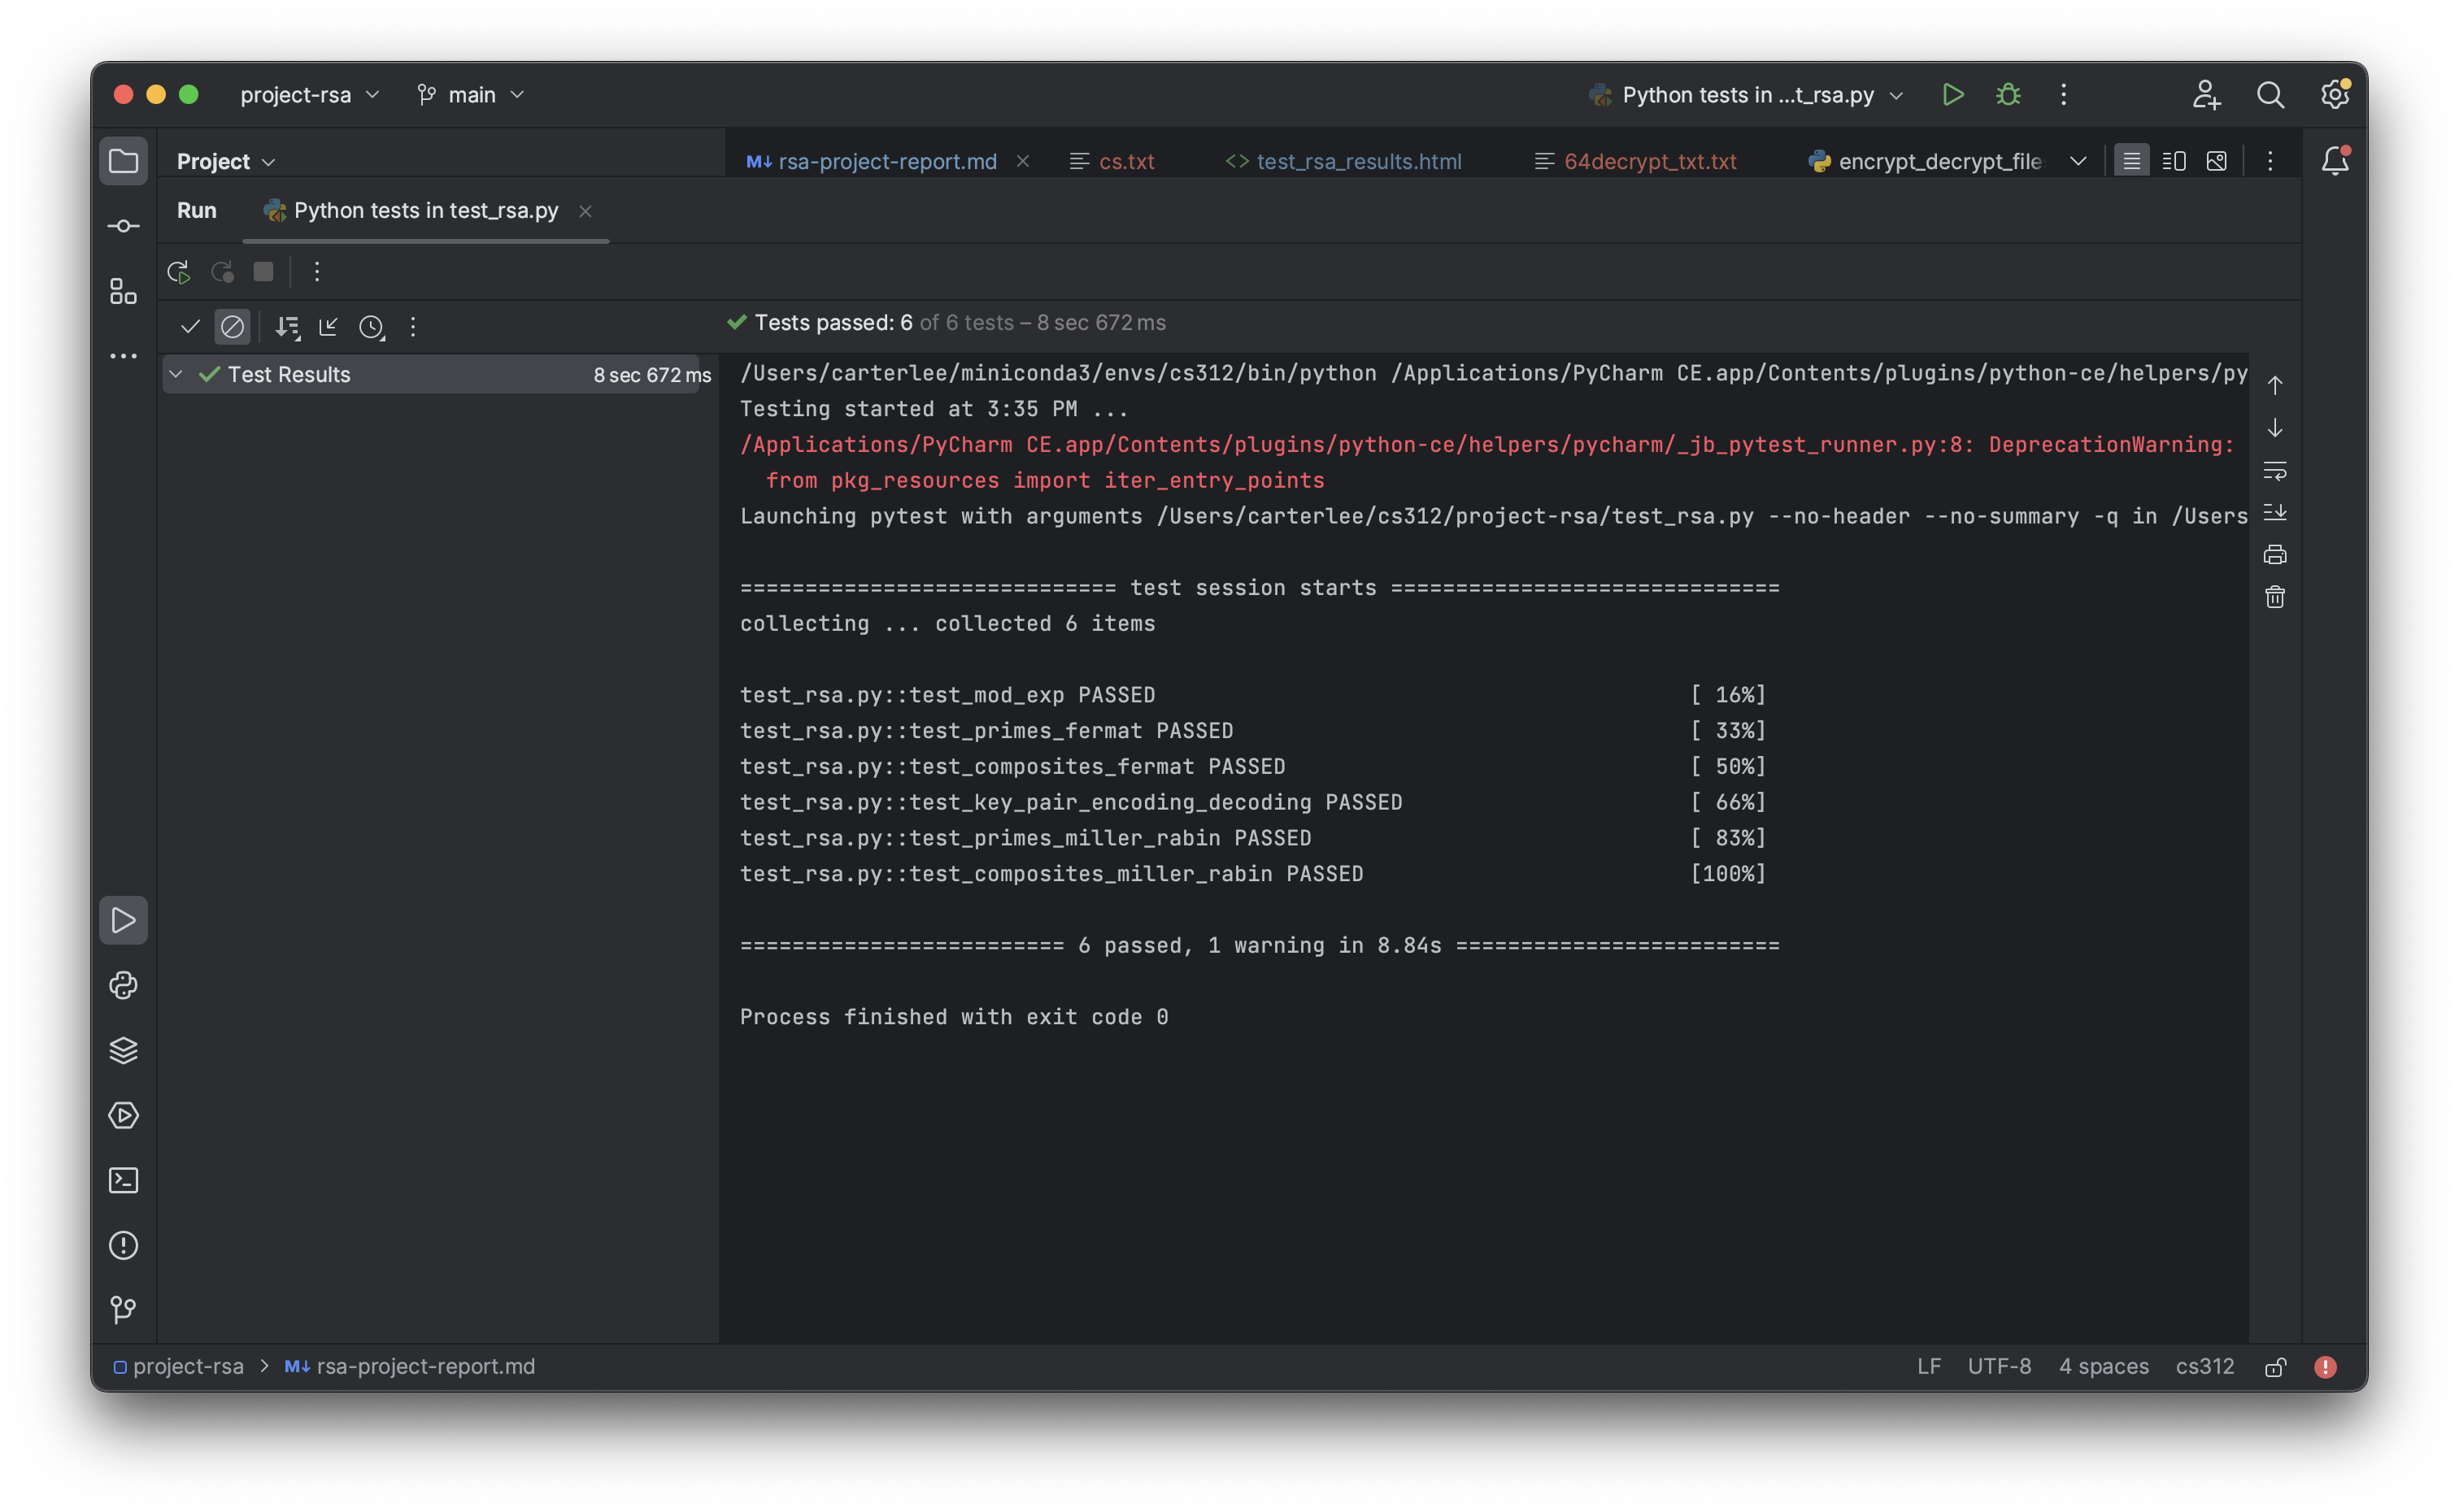 project-rsa main Python tests in ...t_rsa.py
Project M↓ rsa-project-report.md cs.txt <> test_rsa_results.html 64decrypt_txt.txt encrypt_decrypt_file
Run Python tests in test_rsa.py
Tests passed: 6 of 6 tests – 8 sec 672 ms
Test Results 8 sec 672 ms
/Users/carterlee/miniconda3/envs/cs312/bin/python /Applications/PyCharm CE.app/Contents/plugins/python-ce/helpers/py
Testing started at 3:35 PM ...
/Applications/PyCharm CE.app/Contents/plugins/python-ce/helpers/pycharm/_jb_pytest_runner.py:8: DeprecationWarning:
from pkg_resources import iter_entry_points
Launching pytest with arguments /Users/carterlee/cs312/project-rsa/test_rsa.py --no-header --no-summary -q in /Users
============================= test session starts ==============================
collecting ... collected 6 items
test_rsa.py::test_mod_exp PASSED [ 16%]
test_rsa.py::test_primes_fermat PASSED [ 33%]
test_rsa.py::test_composites_fermat PASSED [ 50%]
test_rsa.py::test_key_pair_encoding_decoding PASSED [ 66%]
test_rsa.py::test_primes_miller_rabin PASSED [ 83%]
test_rsa.py::test_composites_miller_rabin PASSED [100%]
========================= 6 passed, 1 warning in 8.84s =========================
Process finished with exit code 0
project-rsa > M↓ rsa-project-report.md LF UTF-8 4 spaces cs312